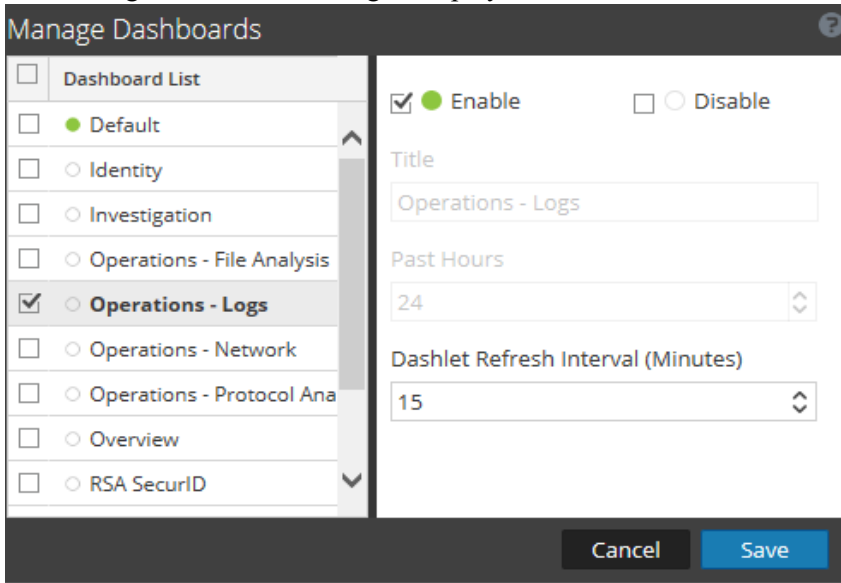 Manage Dashboards
Dashboard List
Default
Identity
Investigation
Operations - File Analysis
Operations - Logs
Operations - Network
Operations - Protocol Ana
Overview
RSA SecurID
Enable
Disable
Title
Operations - Logs
Past Hours
24
Dashlet Refresh Interval (Minutes)
15
Cancel
Save